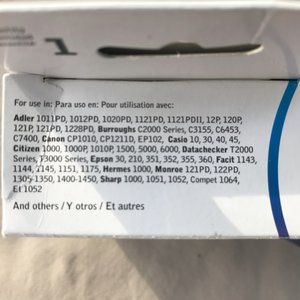 1
For use in: Para uso en: Pour utilisation avec:
Adler 1011PD, 1012PD, 1020PD, 1121PD, 1121PDII, 12P, 120P,
121P, 121PD, 1228PD, Burroughs C2000 Series, C3155, C6453,
C7400, Canon CP1010, CP1211D, EP102, Casio 10, 30, 40, 45,
Citizen 1000, 1000P, 1010P, 1500, 5000, 6000, Datachecker T2000
Series, T3000 Series, Epson 30, 210, 351, 352, 355, 360, Facit 1143,
1144, 1145, 1151, 1175, Hermes 1000, Monroe 121PD, 122PD,
1305-1350, 1400-1450, Sharp 1000, 1051, 1052, Compet 1064,
Et 1052
And others / Y otros / Et autres